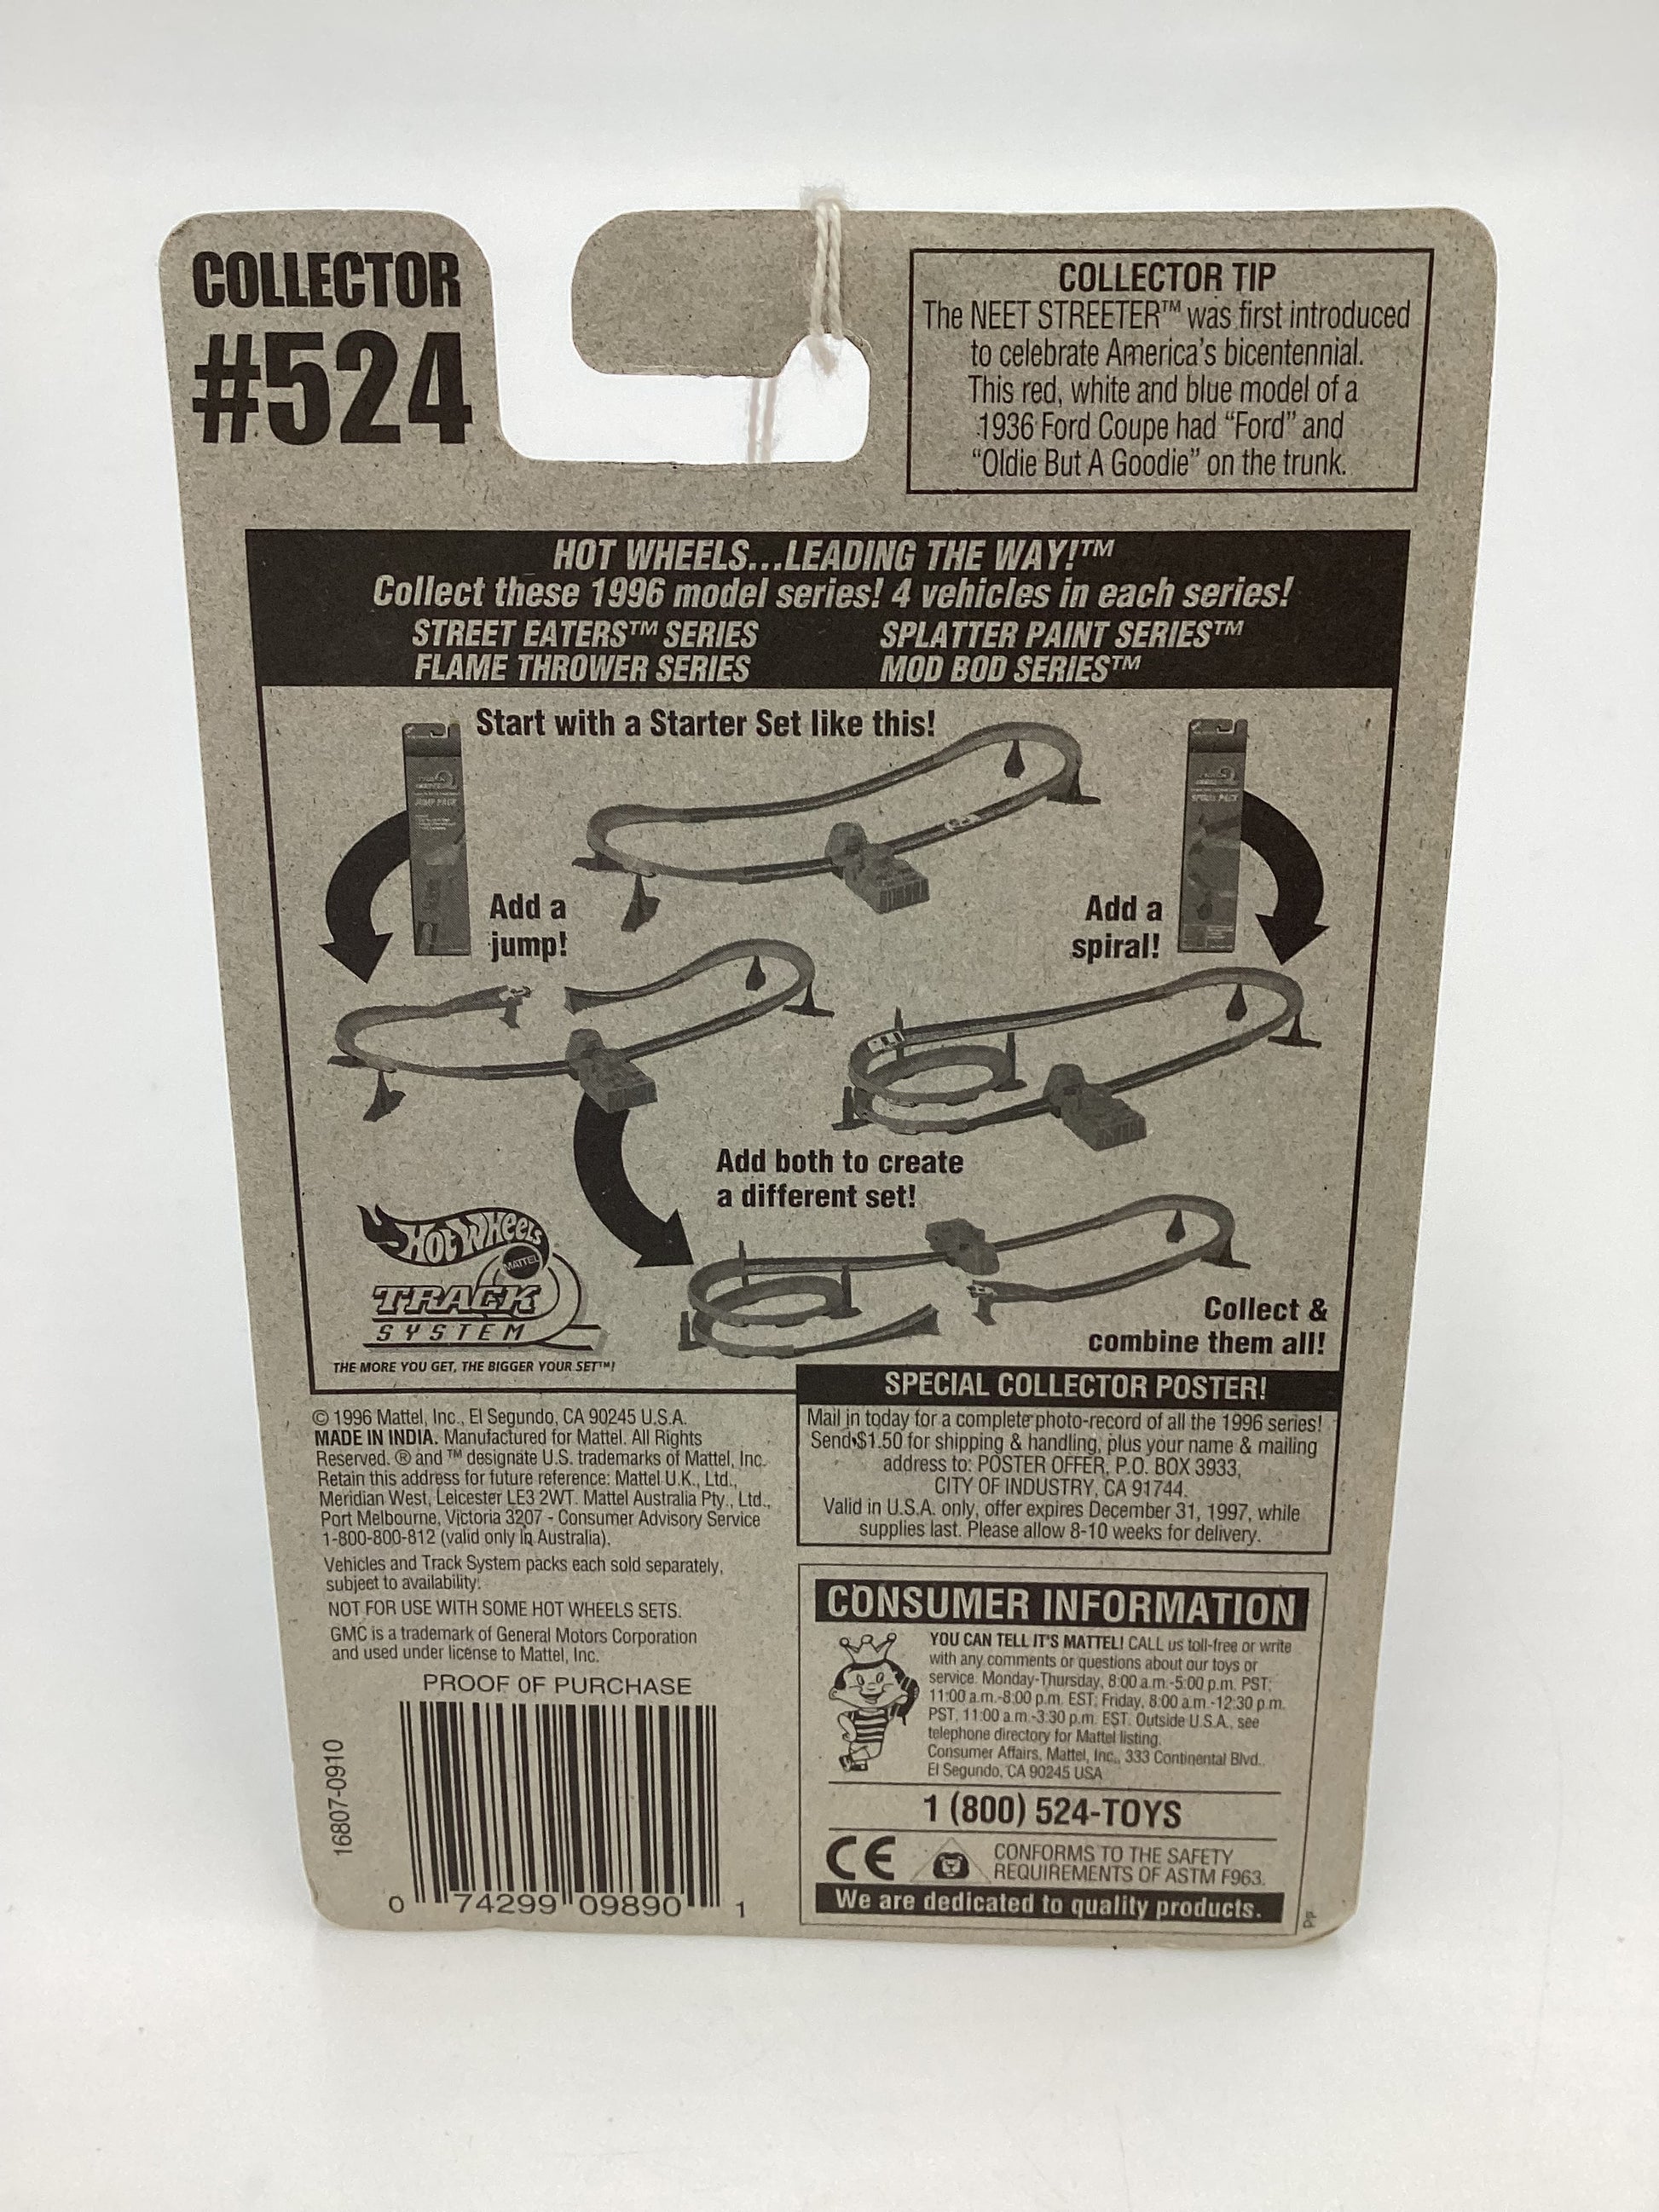 COLLECTOR
#524
COLLECTOR TIP
The NEET STREETER™ was first introduced
to celebrate America's bicentennial.
This red, white and blue model of a
1936 Ford Coupe had “Ford” and
“Oldie But A Goodie” on the trunk.
HOT WHEELS...LEADING THE WAY!™
Collect these 1996 model series! 4 vehicles in each series!
STREET EATERS™ SERIES
SPLATTER PAINT SERIES™
FLAME THROWER SERIES
MOD BOD SERIES™
Start with a Starter Set like this!
JUMP PACK
SPIRAL PACK
Add a
jump!
Add a
spiral!
Add both to create
a different set!
Hot Wheels
MATTEL
TRACK
SYSTEM
THE MORE YOU GET, THE BIGGER YOUR SET™!
Collect &
combine them all!
SPECIAL COLLECTOR POSTER!
Mail in today for a complete photo-record of all the 1996 series!
Send $1.50 for shipping & handling, plus your name & mailing
address to: POSTER OFFER, P.O. BOX 3933,
CITY OF INDUSTRY, CA 91744.
Valid in U.S.A. only, offer expires December 31, 1997, while
supplies last. Please allow 8-10 weeks for delivery.
© 1996 Mattel, Inc., El Segundo, CA 90245 U.S.A.
MADE IN INDIA. Manufactured for Mattel. All Rights
Reserved. ® and ™ designate U.S. trademarks of Mattel, Inc.
Retain this address for future reference: Mattel U.K., Ltd.,
Meridian West, Leicester LE3 2WT. Mattel Australia Pty., Ltd.,
Port Melbourne, Victoria 3207 - Consumer Advisory Service
1-800-800-812 (valid only in Australia).
Vehicles and Track System packs each sold separately,
subject to availability.
NOT FOR USE WITH SOME HOT WHEELS SETS.
GMC is a trademark of General Motors Corporation
and used under license to Mattel, Inc.
PROOF OF PURCHASE
16807-0910
0 74299 09890 1
CONSUMER INFORMATION
YOU CAN TELL IT'S MATTEL! CALL us toll-free or write
with any comments or questions about our toys or
service. Monday-Thursday, 8:00 a.m.-5:00 p.m. PST;
11:00 a.m.-8:00 p.m. EST; Friday, 8:00 a.m.-12:30 p.m.
PST, 11:00 a.m.-3:30 p.m. EST. Outside U.S.A., see
telephone directory for Mattel listing.
Consumer Affairs, Mattel, Inc., 333 Continental Blvd.,
El Segundo, CA 90245 USA
1 (800) 524-TOYS
CE
CONFORMS TO THE SAFETY
REQUIREMENTS OF ASTM F963.
We are dedicated to quality products.